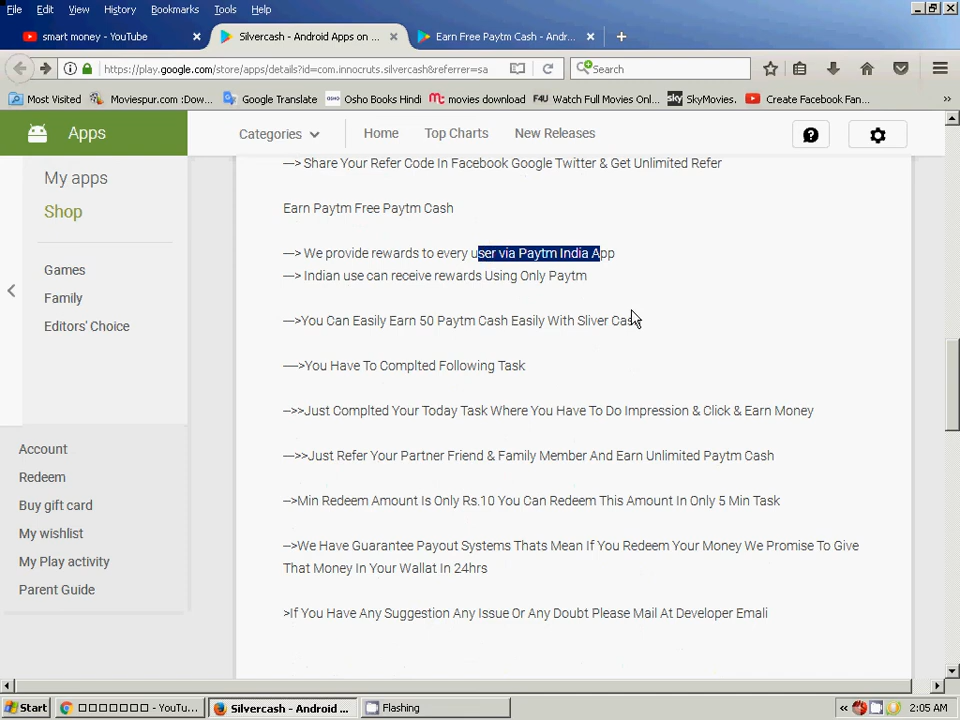 File Edit View History Bookmarks Tools Help
smart money - YouTube
Silvercash - Android Apps on ...
Earn Free Paytm Cash - Andr...
https://play.google.com/store/apps/details?id=com.innocruts.silvercash&referrer=sa
Search
Most Visited
Moviespur.com :Dow...
Google Translate
OSHO Osho Books Hindi
movies download
F4U Watch Full Movies Onl...
sky SkyMovies.
Create Facebook Fan...
Apps
Categories
Home
Top Charts
New Releases
My apps
Shop
Games
Family
Editors' Choice
Account
Redeem
Buy gift card
My wishlist
My Play activity
Parent Guide
---> Share Your Refer Code In Facebook Google Twitter & Get Unlimited Refer
Earn Paytm Free Paytm Cash
---> We provide rewards to every user via Paytm India App
---> Indian use can receive rewards Using Only Paytm
--->You Can Easily Earn 50 Paytm Cash Easily With Sliver Cash
---->You Have To Complted Following Task
-->>Just Complted Your Today Task Where You Have To Do Impression & Click & Earn Money
--->>Just Refer Your Partner Friend & Family Member And Earn Unlimited Paytm Cash
-->Min Redeem Amount Is Only Rs.10 You Can Redeem This Amount In Only 5 Min Task
-->We Have Guarantee Payout Systems Thats Mean If You Redeem Your Money We Promise To Give
That Money In Your Wallat In 24hrs
>If You Have Any Suggestion Any Issue Or Any Doubt Please Mail At Developer Emali
Start
- YouTu...
Silvercash - Android ...
Flashing
2:05 AM